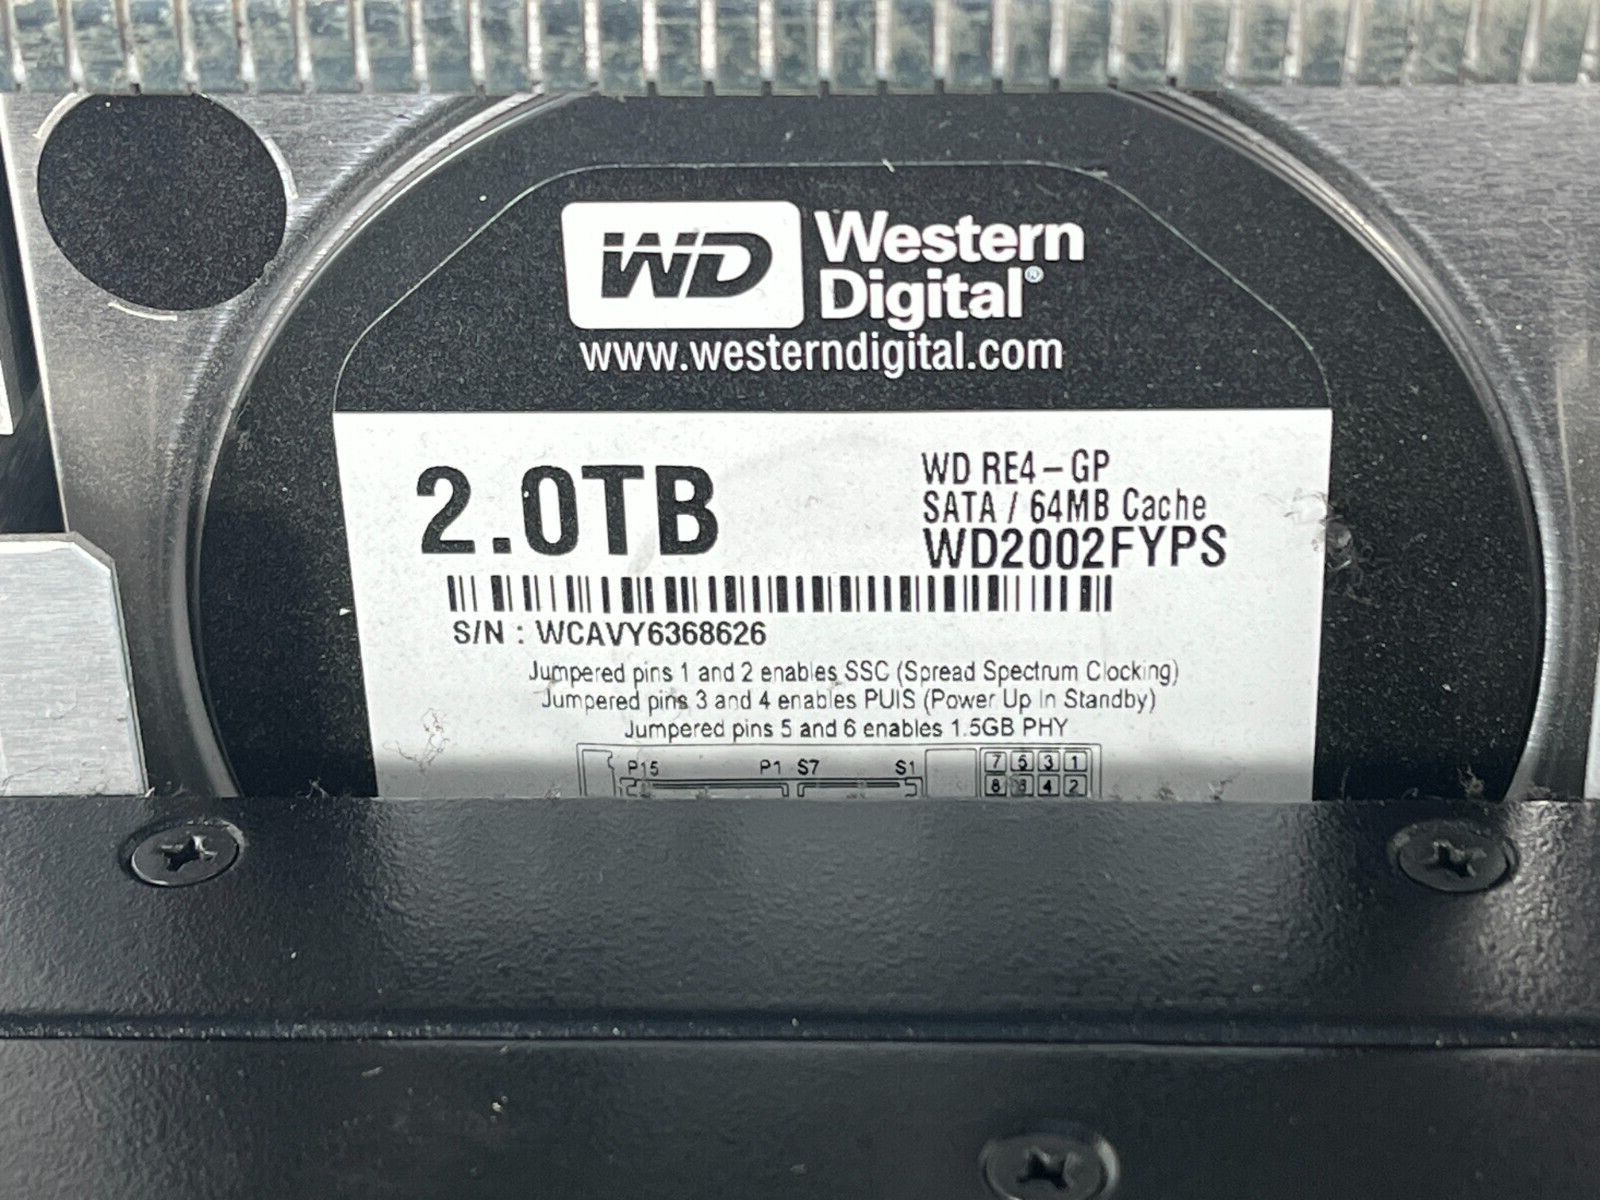 WD Western
Digital®
www.westerndigital.com
2.0TB
WD RE4-GP
SATA / 64MB Cache
WD2002FYPS
S/N : WCAVY6368626
Jumpered pins 1 and 2 enables SSC (Spread Spectrum Clocking)
Jumpered pins 3 and 4 enables PUIS (Power Up In Standby)
Jumpered pins 5 and 6 enables 1.5GB PHY
P15 P1 S7 S1 7 5 3 1
8 4 2